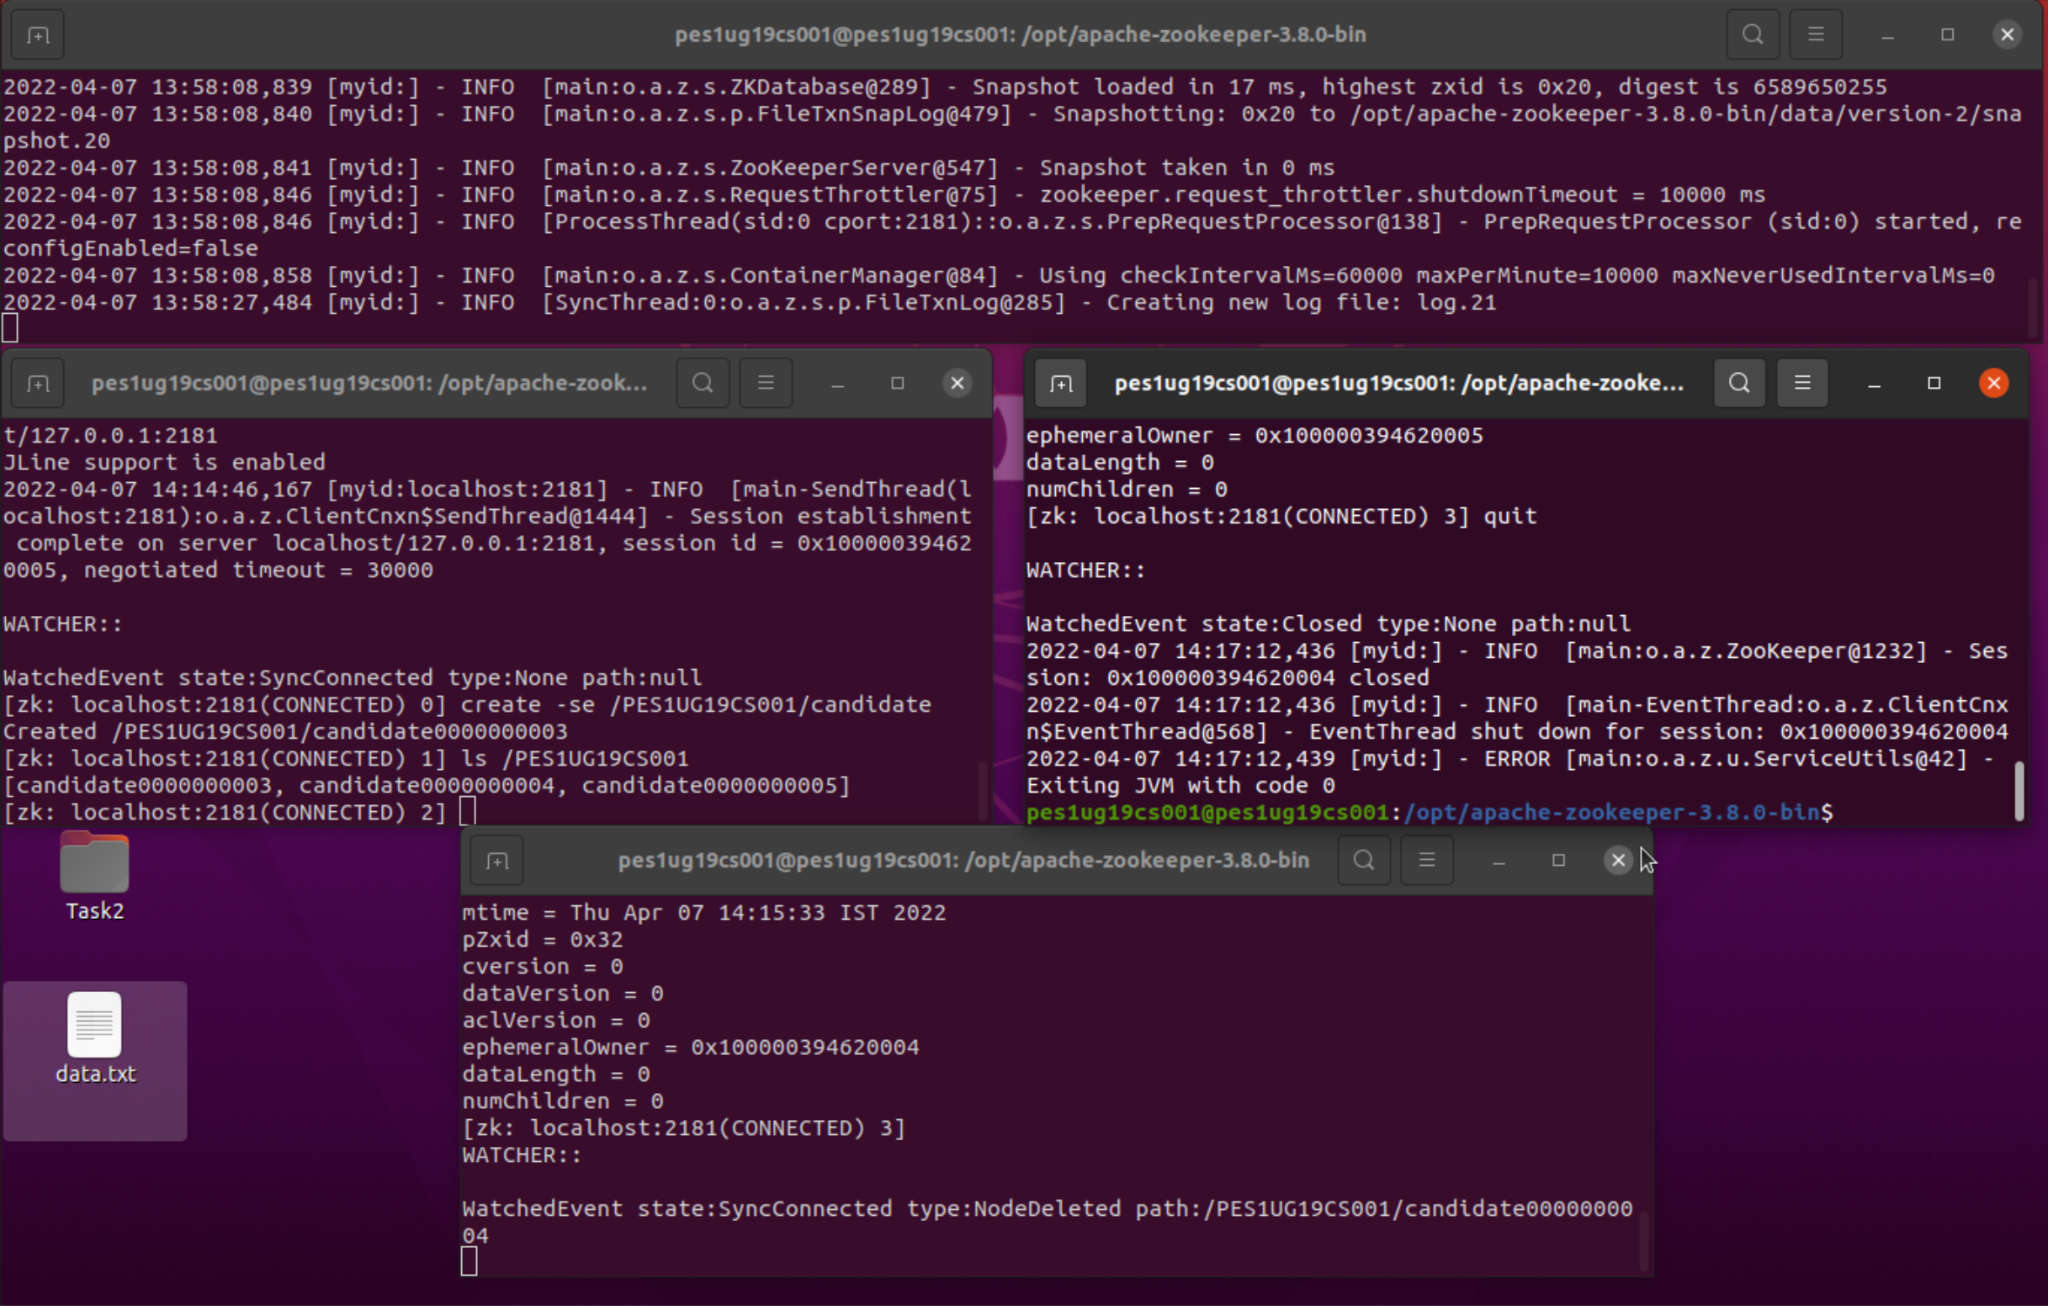 pes1ug19cs001@pes1ug19cs001: /opt/apache-zookeeper-3.8.0-bin
2022-04-07 13:58:08,839 [myid:] - INFO  [main:o.a.z.s.ZKDatabase@289] - Snapshot loaded in 17 ms, highest zxid is 0x20, digest is 6589650255
2022-04-07 13:58:08,840 [myid:] - INFO  [main:o.a.z.s.p.FileTxnSnapLog@479] - Snapshotting: 0x20 to /opt/apache-zookeeper-3.8.0-bin/data/version-2/sna
pshot.20
2022-04-07 13:58:08,841 [myid:] - INFO  [main:o.a.z.s.ZooKeeperServer@547] - Snapshot taken in 0 ms
2022-04-07 13:58:08,846 [myid:] - INFO  [main:o.a.z.s.RequestThrottler@75] - zookeeper.request_throttler.shutdownTimeout = 10000 ms
2022-04-07 13:58:08,846 [myid:] - INFO  [ProcessThread(sid:0 cport:2181)::o.a.z.s.PrepRequestProcessor@138] - PrepRequestProcessor (sid:0) started, re
configEnabled=false
2022-04-07 13:58:08,858 [myid:] - INFO  [main:o.a.z.s.ContainerManager@84] - Using checkIntervalMs=60000 maxPerMinute=10000 maxNeverUsedIntervalMs=0
2022-04-07 13:58:27,484 [myid:] - INFO  [SyncThread:0:o.a.z.s.p.FileTxnLog@285] - Creating new log file: log.21
pes1ug19cs001@pes1ug19cs001: /opt/apache-zook...
t/127.0.0.1:2181
JLine support is enabled
2022-04-07 14:14:46,167 [myid:localhost:2181] - INFO  [main-SendThread(l
ocalhost:2181):o.a.z.ClientCnxn$SendThread@1444] - Session establishment
 complete on server localhost/127.0.0.1:2181, session id = 0x10000039462
0005, negotiated timeout = 30000
WATCHER::
WatchedEvent state:SyncConnected type:None path:null
[zk: localhost:2181(CONNECTED) 0] create -se /PES1UG19CS001/candidate
Created /PES1UG19CS001/candidate0000000003
[zk: localhost:2181(CONNECTED) 1] ls /PES1UG19CS001
[candidate0000000003, candidate0000000004, candidate0000000005]
[zk: localhost:2181(CONNECTED) 2]
pes1ug19cs001@pes1ug19cs001: /opt/apache-zooke...
ephemeralOwner = 0x100000394620005
dataLength = 0
numChildren = 0
[zk: localhost:2181(CONNECTED) 3] quit
WATCHER::
WatchedEvent state:Closed type:None path:null
2022-04-07 14:17:12,436 [myid:] - INFO  [main:o.a.z.ZooKeeper@1232] - Ses
sion: 0x100000394620004 closed
2022-04-07 14:17:12,436 [myid:] - INFO  [main-EventThread:o.a.z.ClientCnx
n$EventThread@568] - EventThread shut down for session: 0x100000394620004
2022-04-07 14:17:12,439 [myid:] - ERROR [main:o.a.z.u.ServiceUtils@42] -
Exiting JVM with code 0
pes1ug19cs001@pes1ug19cs001:/opt/apache-zookeeper-3.8.0-bin$
Task2
data.txt
pes1ug19cs001@pes1ug19cs001: /opt/apache-zookeeper-3.8.0-bin
mtime = Thu Apr 07 14:15:33 IST 2022
pZxid = 0x32
cversion = 0
dataVersion = 0
aclVersion = 0
ephemeralOwner = 0x100000394620004
dataLength = 0
numChildren = 0
[zk: localhost:2181(CONNECTED) 3]
WATCHER::
WatchedEvent state:SyncConnected type:NodeDeleted path:/PES1UG19CS001/candidate00000000
04